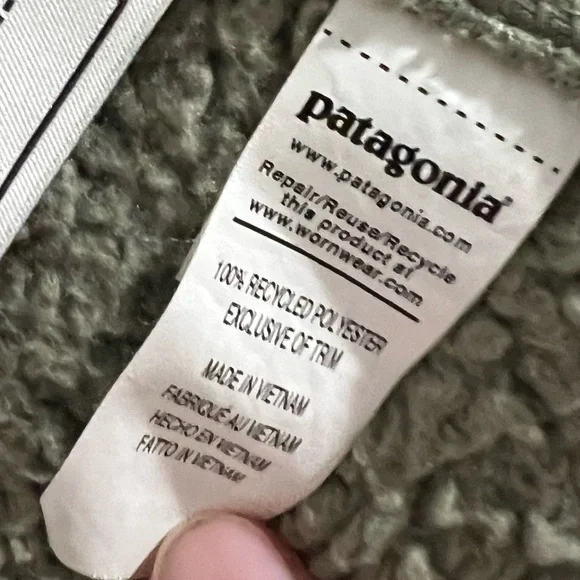 patagonia®
www.patagonia.com
Repair/Reuse/Recycle
this product at
www.wornwear.com
100% RECYCLED POLYESTER
EXCLUSIVE OF TRIM
MADE IN VIETNAM
FABRIQUÉ AU VIETNAM
HECHO EN VIETNAM
FATTO IN VIETNAM